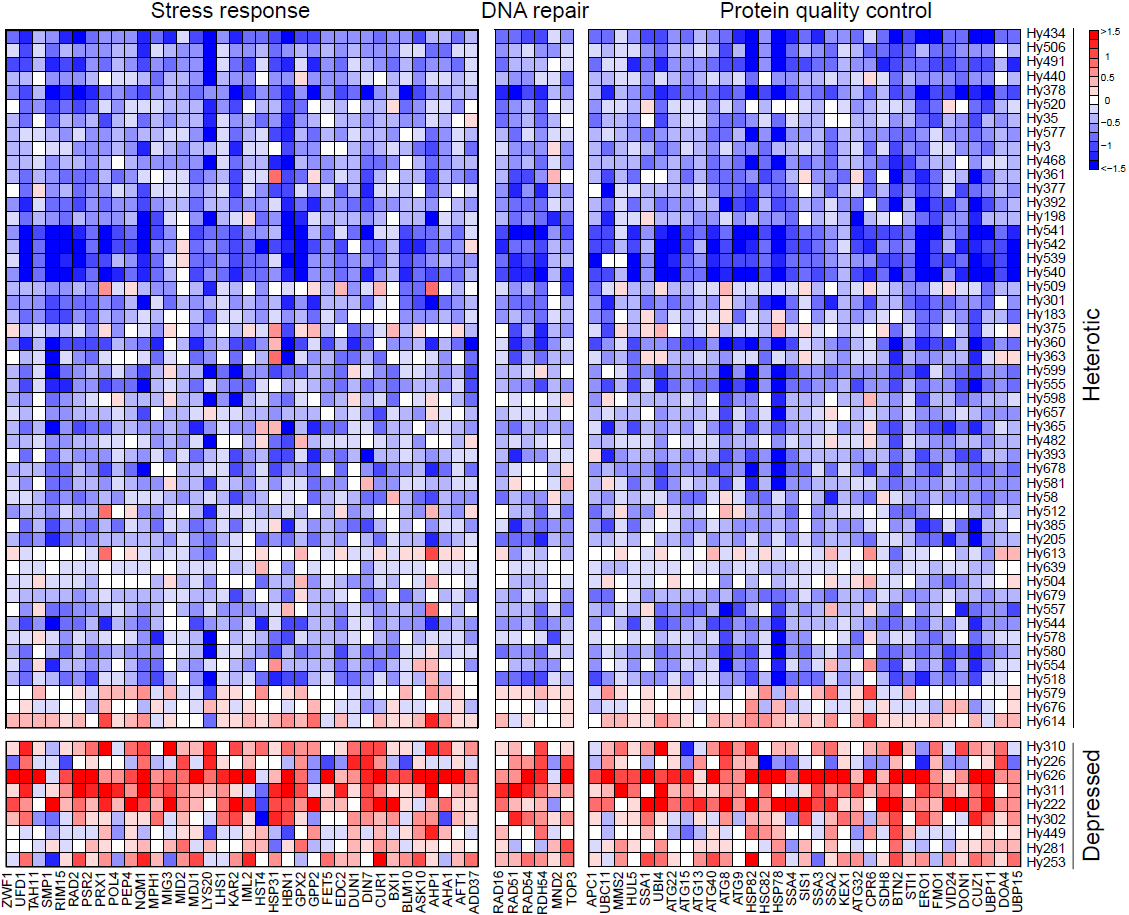 Stress response
DNA repair
Protein quality control
Hy434
Hy506
Hy491
Hy440
Hy378
Hy520
Hy35
Hy577
Hy3
Hy468
Hy361
Hy377
Hy392
Hy198
Hy541
Hy542
Hy539
Hy540
Hy509
Hy301
Hy183
Hy375
Hy360
Hy363
Hy599
Hy555
Hy598
Hy657
Hy365
Hy482
Hy393
Hy678
Hy581
Hy58
Hy512
Hy385
Hy205
Hy613
Hy639
Hy504
Hy679
Hy557
Hy544
Hy578
Hy580
Hy554
Hy518
Hy579
Hy676
Hy614
Heterotic
>1.5
1
0.5
0
−0.5
−1
<−1.5
Hy310
Hy226
Hy626
Hy311
Hy222
Hy302
Hy449
Hy281
Hy253
Depressed
ZWF1
UFD1
TAH11
SMP1
RIM15
RAD2
PSR2
PRX1
PCL4
PEP4
NQM1
MPH1
MIG3
MID2
MDJ1
LYS20
LHS1
KAR2
IML2
HST4
HSP31
HBN1
GPX2
GPP2
FET5
EDC2
DUN1
DIN7
CUR1
BXI1
BLM10
ASK10
AHP1
AHA1
AFT1
ADD37
RAD16
RAD51
RAD54
RDH54
MND2
TOP3
APC1
UBC11
MMS2
HUL5
SSA1
UBI4
ATG22
ATG15
ATG13
ATG40
ATG8
ATG9
HSP82
HSC82
HSP78
SSA4
SIS1
SSA3
SSA2
KEX1
ATG32
CPR6
SDH8
BTN2
STI1
ERO1
FMO1
VID24
DON1
CUZ1
UBP11
DOA4
UBP15